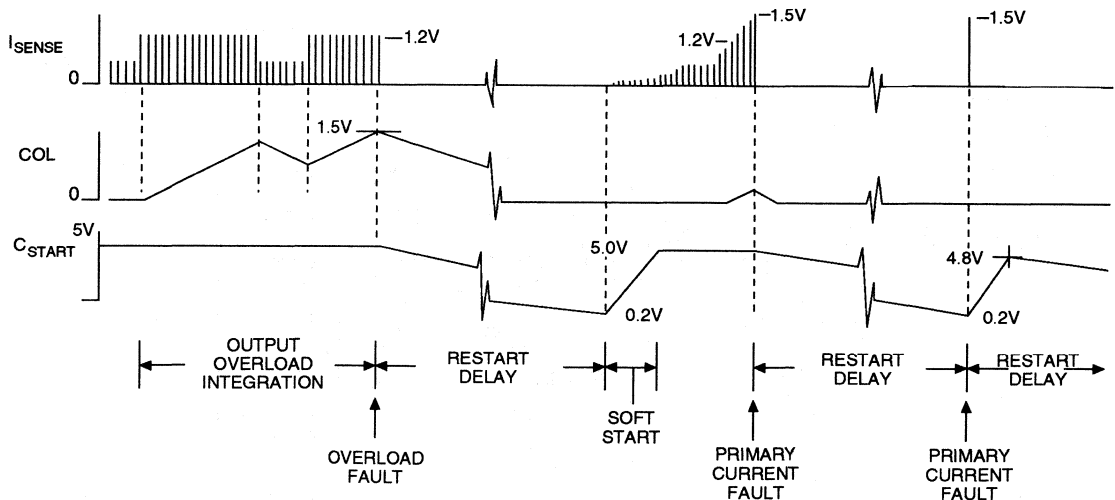 I SENSE
0
1.2V
1.2V
1.5V
1.5V
COL
1.5V
0
C START
5V
5.0V
0.2V
4.8V
0.2V
OUTPUT
OVERLOAD
INTEGRATION
RESTART
DELAY
SOFT
START
RESTART
DELAY
RESTART
DELAY
OVERLOAD
FAULT
PRIMARY
CURRENT
FAULT
PRIMARY
CURRENT
FAULT